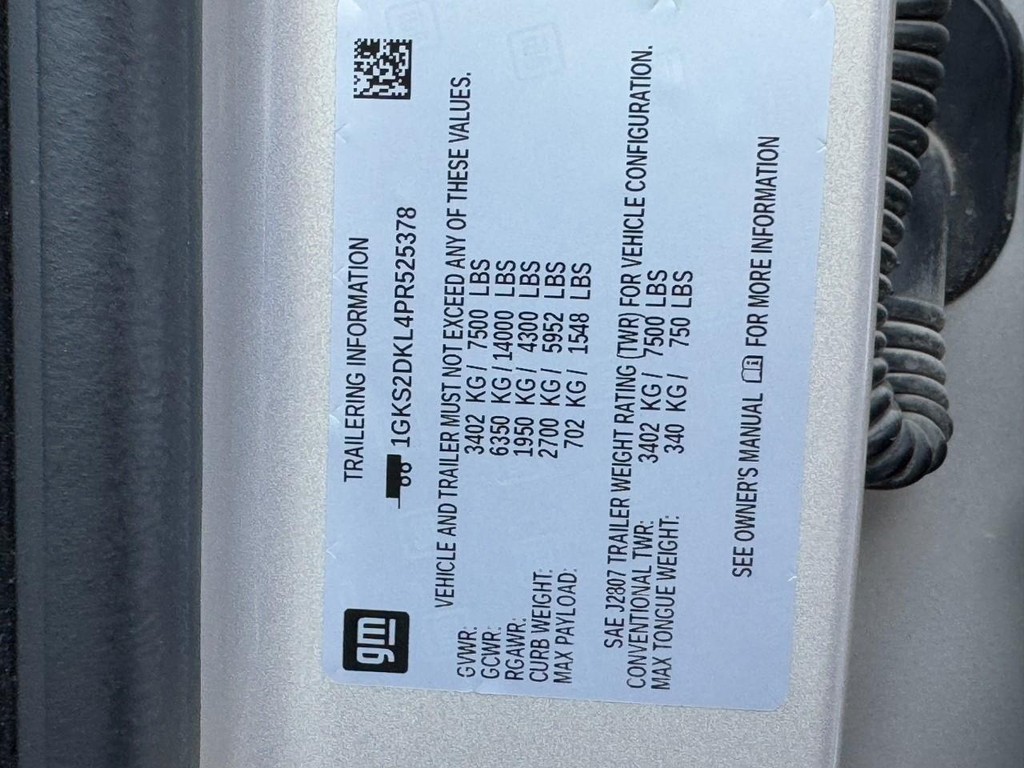 gm
TRAILERING INFORMATION
1GKS2DKL4PR525378
VEHICLE AND TRAILER MUST NOT EXCEED ANY OF THESE VALUES.
GVWR: 3402 KG / 7500 LBS
GCWR: 6350 KG / 14000 LBS
RGAWR: 1950 KG / 4300 LBS
CURB WEIGHT: 2700 KG / 5952 LBS
MAX PAYLOAD: 702 KG / 1548 LBS
SAE J2807 TRAILER WEIGHT RATING (TWR) FOR VEHICLE CONFIGURATION.
CONVENTIONAL TWR: 3402 KG / 7500 LBS
MAX TONGUE WEIGHT: 340 KG / 750 LBS
SEE OWNER'S MANUAL FOR MORE INFORMATION